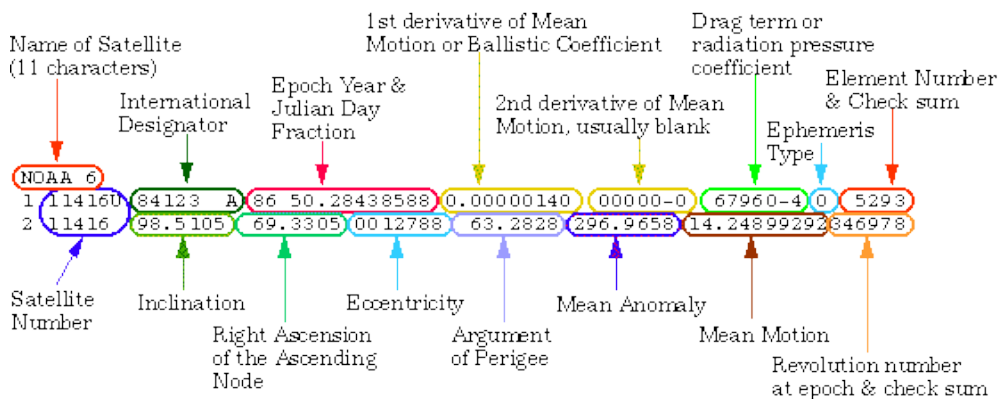 Name of Satellite
(11 characters)
International
Designator
Epoch Year &
Julian Day
Fraction
1st derivative of Mean
Motion or Ballistic Coefficient
2nd derivative of Mean
Motion, usually blank
Drag term or
radiation pressure
coefficient
Ephemeris
Type
Element Number
& Check sum
NOAA 6
1 11416U 84123 A 86 50.28438588 0.00000140 00000-0 67960-4 0 5293
2 11416 98.5105 69.3305 0012788 63.2828 296.9658 14.24899292 346978
Satellite
Number
Inclination
Right Ascension
of the Ascending
Node
Eccentricity
Argument
of Perigee
Mean Anomaly
Mean Motion
Revolution number
at epoch & check sum